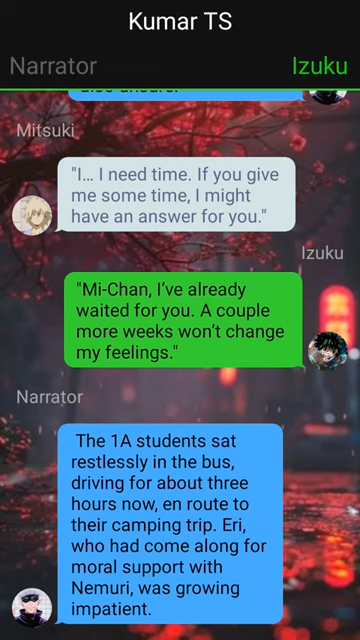 Kumar TS
Narrator
Izuku
Mitsuki
"I... I need time. If you give
me some time, I might
have an answer for you."
Izuku
"Mi-Chan, I’ve already
waited for you. A couple
more weeks won’t change
my feelings."
Narrator
The 1A students sat
restlessly in the bus,
driving for about three
hours now, en route to
their camping trip. Eri,
who had come along for
moral support with
Nemuri, was growing
impatient.